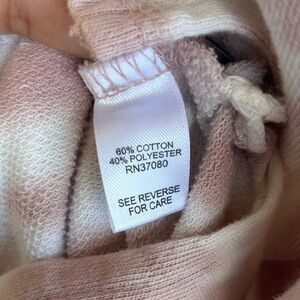 60% COTTON
40% POLYESTER
RN37080
SEE REVERSE
FOR CARE